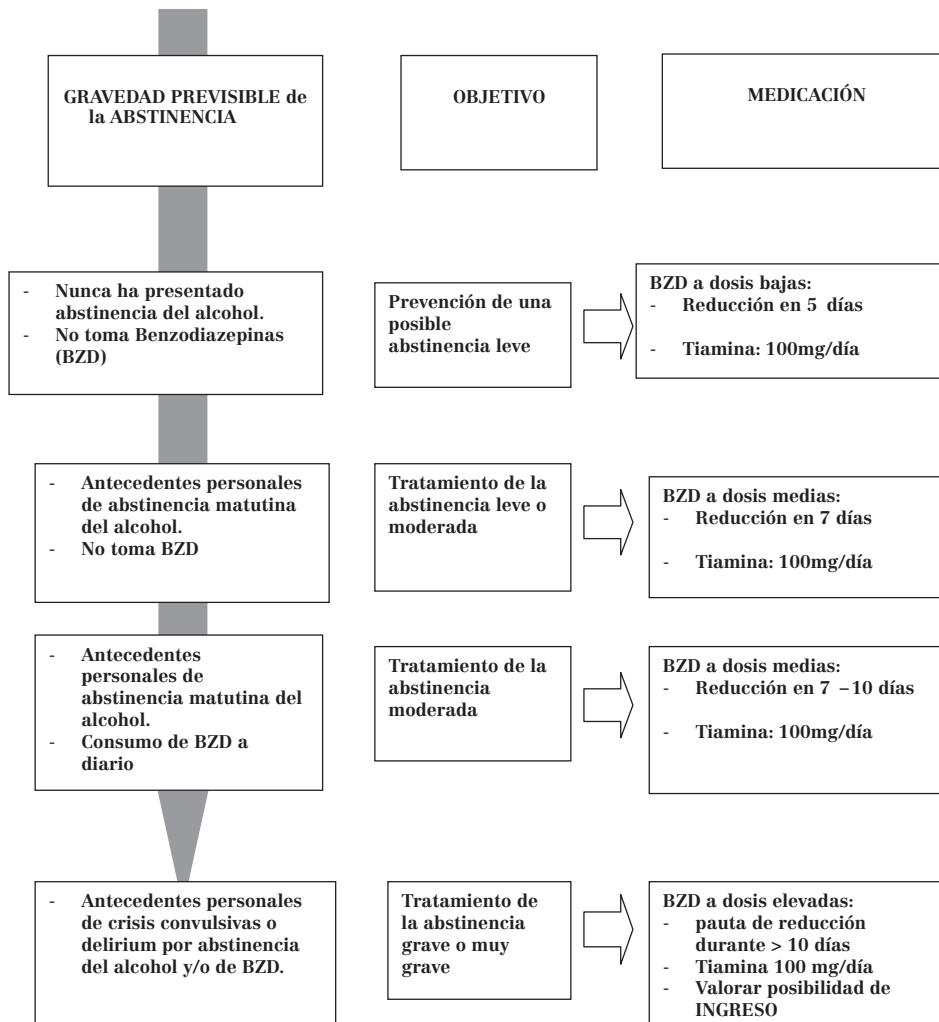 GRAVEDAD PREVISIBLE de
la ABSTINENCIA
OBJETIVO
MEDICACIÓN
- Nunca ha presentado
abstinencia del alcohol.
- No toma Benzodiazepinas
(BZD)
Prevención de una
posible
abstinencia leve
BZD a dosis bajas:
- Reducción en 5 días
- Tiamina: 100mg/día
- Antecedentes personales
de abstinencia matutina
del alcohol.
- No toma BZD
Tratamiento de la
abstinencia leve o
moderada
BZD a dosis medias:
- Reducción en 7 días
- Tiamina: 100mg/día
- Antecedentes
personales de
abstinencia matutina del
alcohol.
- Consumo de BZD a
diario
Tratamiento de la
abstinencia
moderada
BZD a dosis medias:
- Reducción en 7 –10 días
- Tiamina: 100mg/día
- Antecedentes personales
de crisis convulsivas o
delirium por abstinencia
del alcohol y/o de BZD.
Tratamiento de
la abstinencia
grave o muy
grave
BZD a dosis elevadas:
- pauta de reducción
durante > 10 días
- Tiamina 100 mg/día
- Valorar posibilidad de
INGRESO